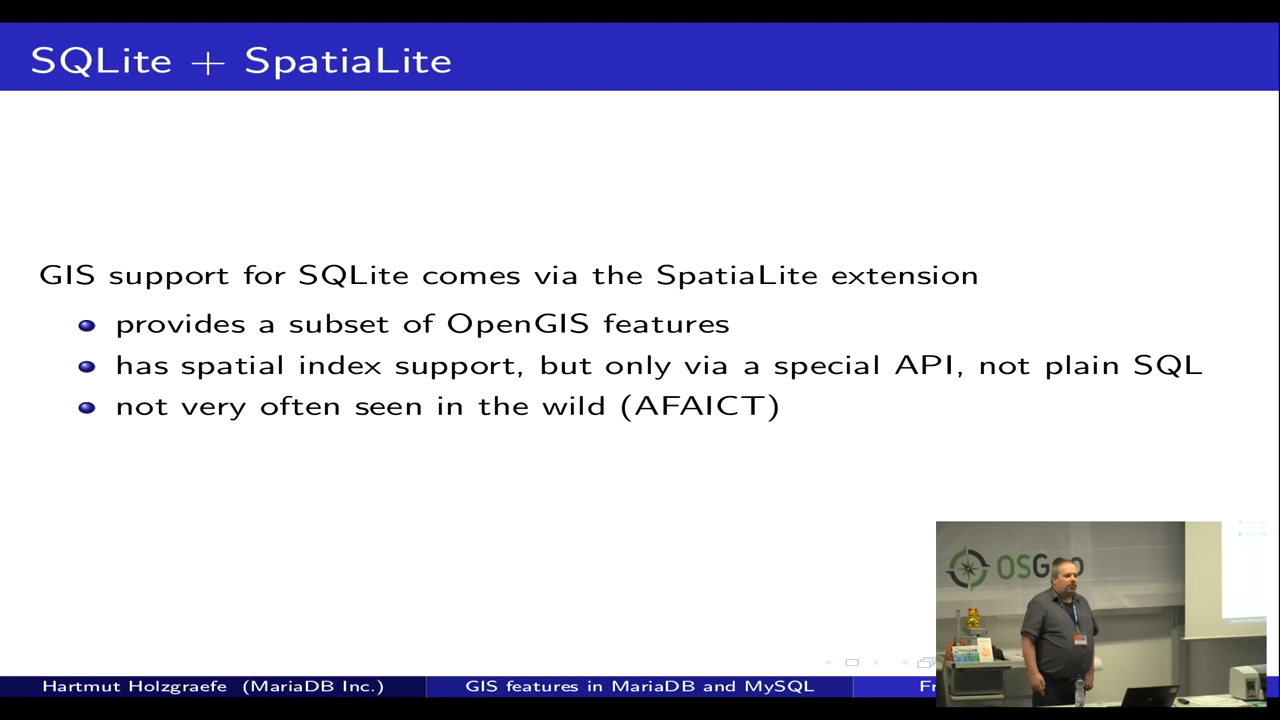 SQLite + SpatiaLite
GIS support for SQLite comes via the SpatiaLite extension
provides a subset of OpenGIS features
has spatial index support, but only via a special API, not plain SQL
not very often seen in the wild (AFAICT)
OSGeo
Hartmut Holzgraefe (MariaDB Inc.)
GIS features in MariaDB and MySQL